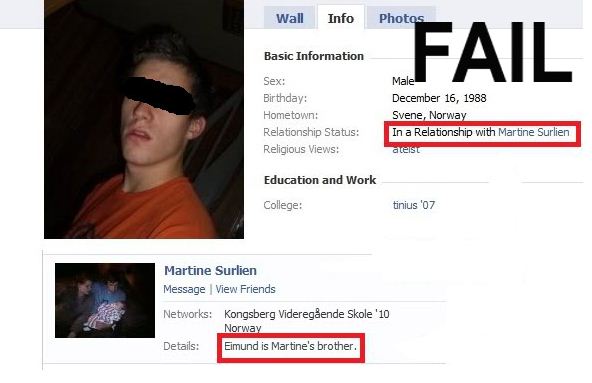 Wall Info Photos
FAIL
Basic Information
Sex: Male
Birthday: December 16, 1988
Hometown: Svene, Norway
Relationship Status: In a Relationship with Martine Surlien
Religious Views: ateist
Education and Work
College: tinius '07
Martine Surlien
Message | View Friends
Networks: Kongsberg Videregående Skole '10
Norway
Details: Eimund is Martine's brother.